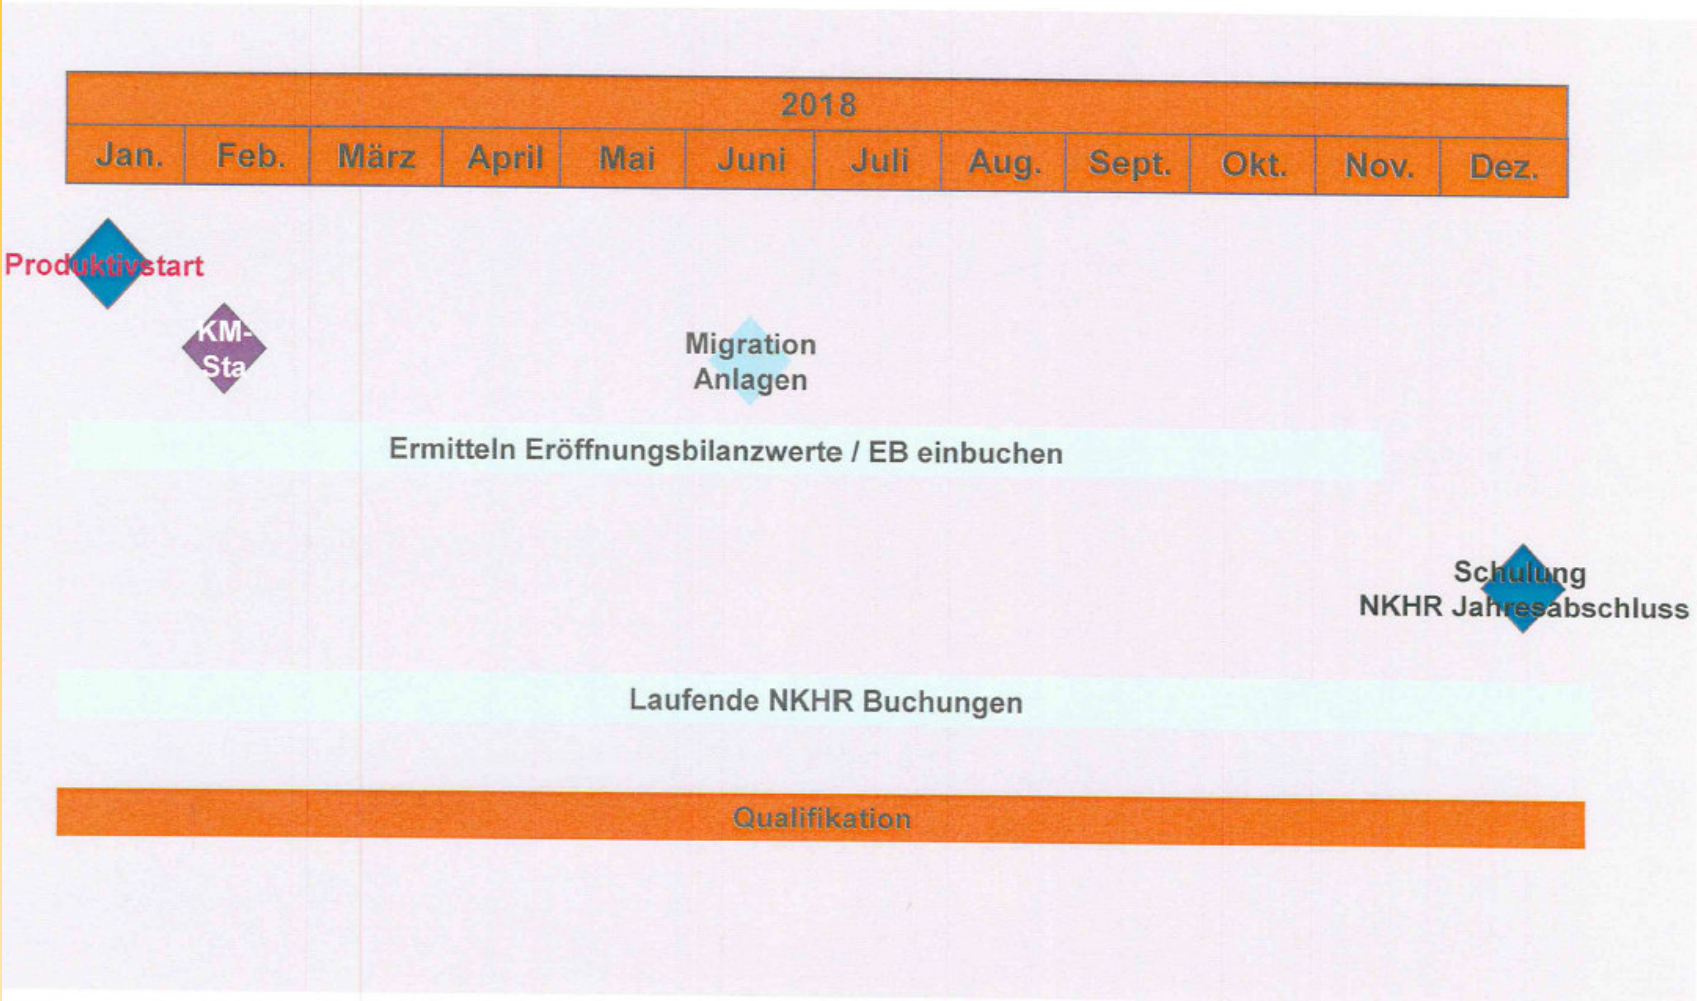 2018
Jan. Feb. März April Mai Juni Juli Aug. Sept. Okt. Nov. Dez.
Produktivstart
KM-
Sta
Migration
Anlagen
Ermitteln Eröffnungsbilanzwerte / EB einbuchen
Schulung
NKHR Jahresabschluss
Laufende NKHR Buchungen
Qualifikation